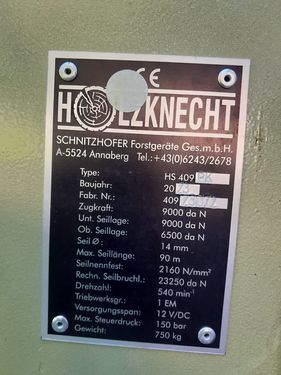 CE
HOLZKNECHT
SCHNITZHOFER Forstgeräte Ges.m.b.H.
A-5524 Annaberg Tel.:+43(0)6243/2678
Type: HS 409
Baujahr: 20 23
Fabr. Nr.: 409
Zugkraft: 9000 da N
Unt. Seillage: 9000 da N
Ob. Seillage: 6500 da N
Seil Ø: 14 mm
Max. Seillänge: 90 m
Seilnennfest: 2160 N/mm²
Rechn. Seilbruchl.: 23250 da N
Drehzahl: 540 min⁻¹
Triebwerksgr.: 1 EM
Versorgungsspan: 12 V/DC
Max. Steuerdruck: 150 bar
Gewicht: 750 kg